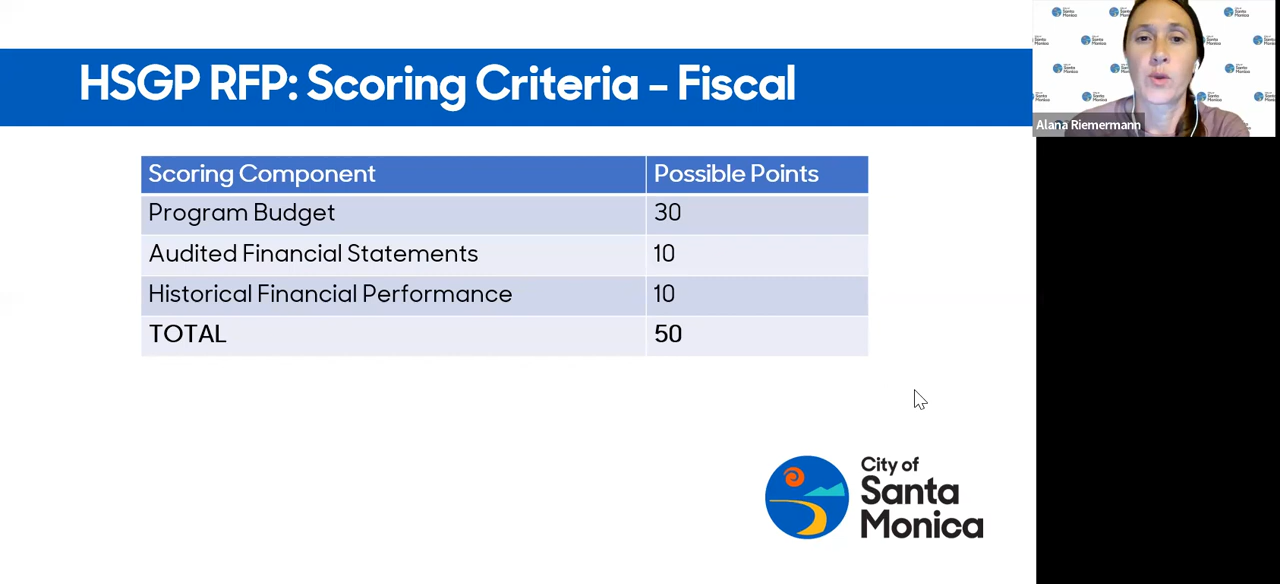 HSGP RFP: Scoring Criteria – Fiscal
Scoring Component Possible Points
Program Budget 30
Audited Financial Statements 10
Historical Financial Performance 10
TOTAL 50
City of
Santa
Monica
Alana Riemermann